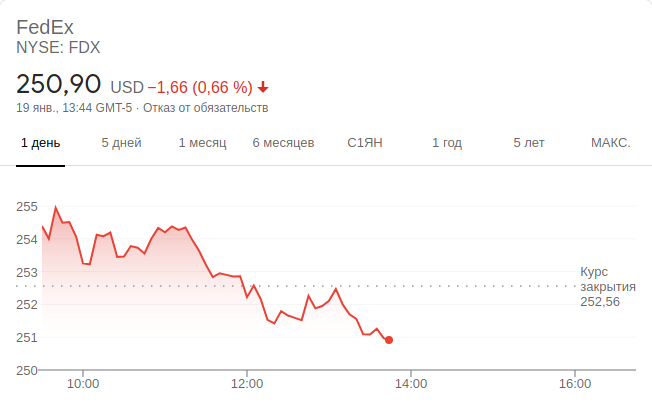 FedEx
NYSE: FDX
250,90 USD −1,66 (0,66 %)
19 янв., 13:44 GMT-5 · Отказ от обязательств
1 день 5 дней 1 месяц 6 месяцев С1ЯН 1 год 5 лет МАКС.
255
254
253
252
251
250
Курс
закрытия
252,56
10:00 12:00 14:00 16:00